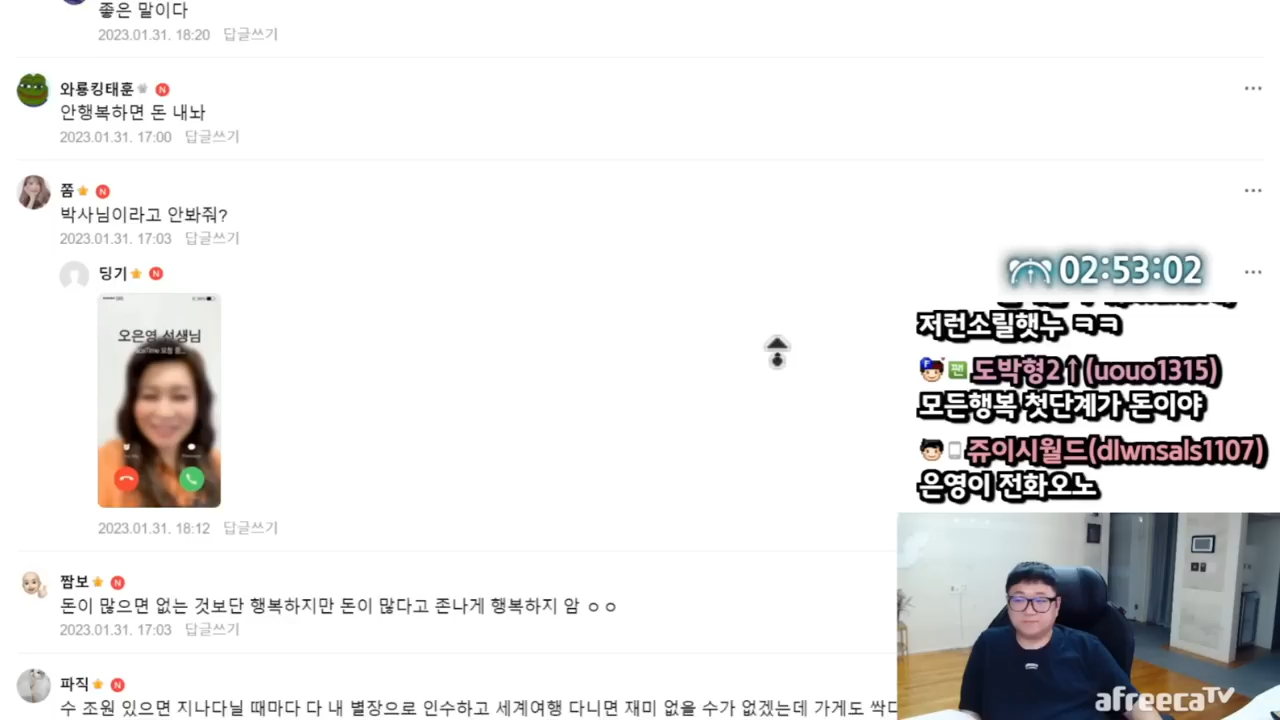 좋은 말이다
2023.01.31. 18:20 답글쓰기
와룡킹태훈 N
안행복하면 돈 내놔
2023.01.31. 17:00 답글쓰기
쫌 N
박사님이라고 안봐줘?
2023.01.31. 17:03 답글쓰기
딩기 N
오은영 선생님
2023.01.31. 18:12 답글쓰기
짬보 N
돈이 많으면 없는 것보단 행복하지만 돈이 많다고 존나게 행복하지 암 ㅇㅇ
2023.01.31. 17:03 답글쓰기
파직 N
수 조원 있으면 지나다닐 때마다 다 내 별장으로 인수하고 세계여행 다니면 재미 없을 수가 없겠는데 가게도 싹
02:53:02
저런소릴햇누 ㅋㅋ
팬 도박형2↑(uouo1315)
모든행복 첫단계가 돈이야
쥬이시월드(dlwnsals1107)
은영이 전화오노
afreecaTV